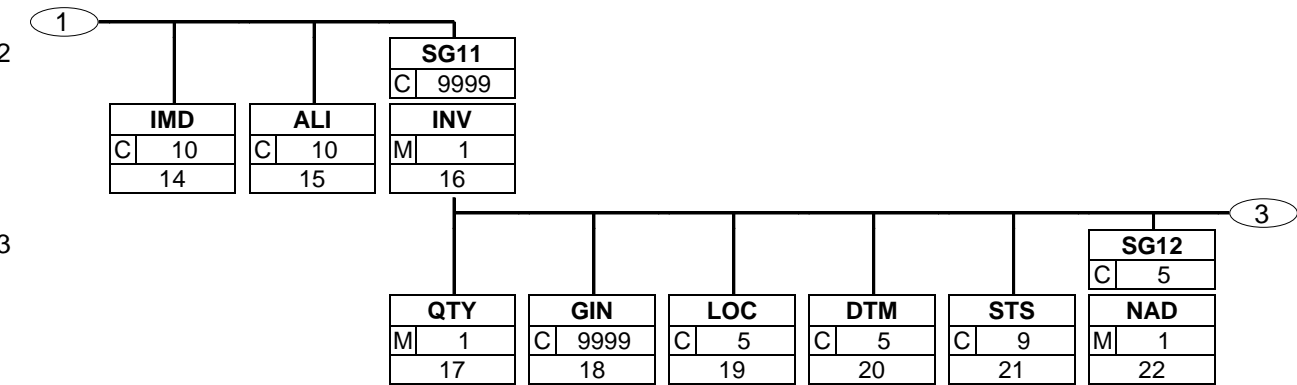 1
2
SG11
C 9999
IMD ALI INV
C 10 C 10 M 1
14 15 16
3
3
SG12
C 5
QTY GIN LOC DTM STS NAD
M 1 C 9999 C 5 C 5 C 9 M 1
17 18 19 20 21 22